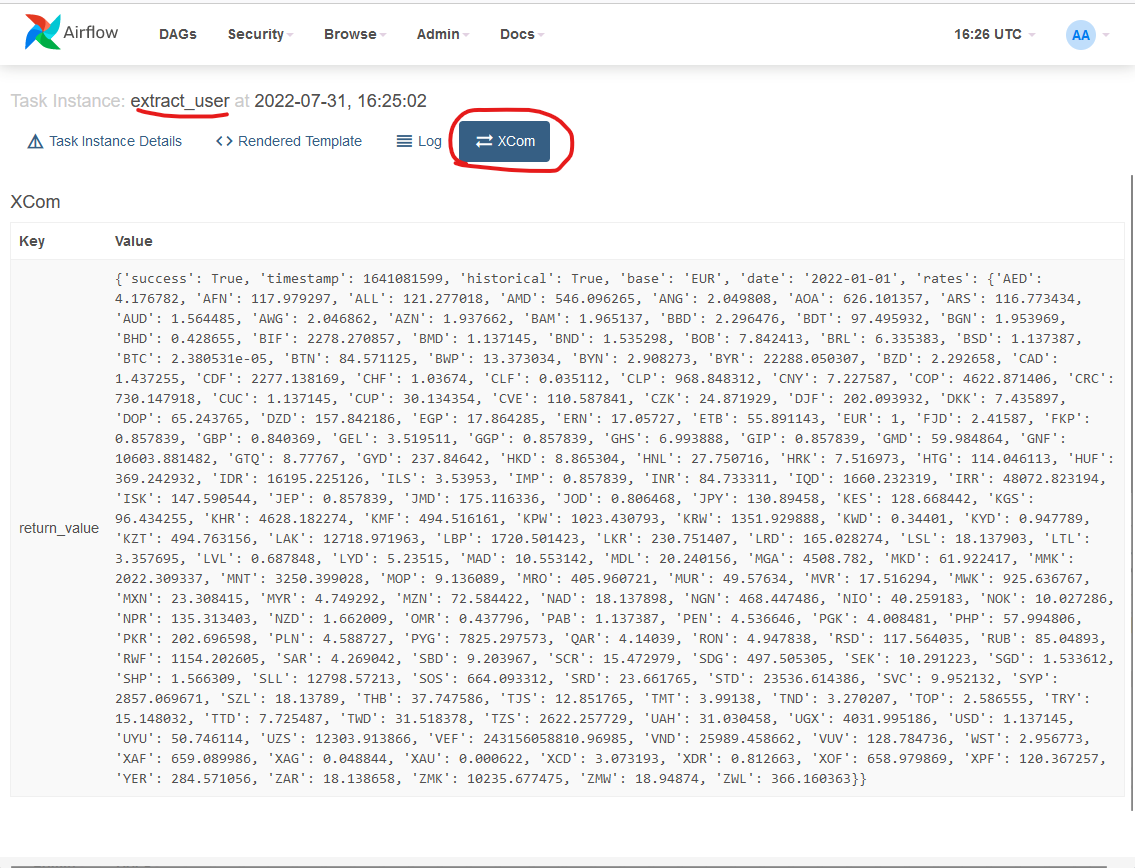 Airflow DAGs Security Browse Admin Docs 16:26 UTC AA
Task Instance: extract_user at 2022-07-31, 16:25:02
Task Instance Details <> Rendered Template Log XCom
XCom
Key Value
{'success': True, 'timestamp': 1641081599, 'historical': True, 'base': 'EUR', 'date': '2022-01-01', 'rates': {'AED':
4.176782, 'AFN': 117.979297, 'ALL': 121.277018, 'AMD': 546.096265, 'ANG': 2.049808, 'AOA': 626.101357, 'ARS': 116.773434,
'AUD': 1.564485, 'AWG': 2.046862, 'AZN': 1.937662, 'BAM': 1.965137, 'BBD': 2.296476, 'BDT': 97.495932, 'BGN': 1.953969,
'BHD': 0.428655, 'BIF': 2278.270857, 'BMD': 1.137145, 'BND': 1.535298, 'BOB': 7.842413, 'BRL': 6.335383, 'BSD': 1.137387,
'BTC': 2.380531e-05, 'BTN': 84.571125, 'BWP': 13.373034, 'BYN': 2.908273, 'BYR': 22288.050307, 'BZD': 2.292658, 'CAD':
1.437255, 'CDF': 2277.138169, 'CHF': 1.03674, 'CLF': 0.035112, 'CLP': 968.848312, 'CNY': 7.227587, 'COP': 4622.871406, 'CRC':
730.147918, 'CUC': 1.137145, 'CUP': 30.134354, 'CVE': 110.587841, 'CZK': 24.871929, 'DJF': 202.093932, 'DKK': 7.435897,
'DOP': 65.243765, 'DZD': 157.842186, 'EGP': 17.864285, 'ERN': 17.05727, 'ETB': 55.891143, 'EUR': 1, 'FJD': 2.41587, 'FKP':
0.857839, 'GBP': 0.840369, 'GEL': 3.519511, 'GGP': 0.857839, 'GHS': 6.993888, 'GIP': 0.857839, 'GMD': 59.984864, 'GNF':
10603.881482, 'GTQ': 8.77767, 'GYD': 237.84642, 'HKD': 8.865304, 'HNL': 27.750716, 'HRK': 7.516973, 'HTG': 114.046113, 'HUF':
369.242932, 'IDR': 16195.225126, 'ILS': 3.53953, 'IMP': 0.857839, 'INR': 84.733311, 'IQD': 1660.232319, 'IRR': 48072.823194,
'ISK': 147.590544, 'JEP': 0.857839, 'JMD': 175.116336, 'JOD': 0.806468, 'JPY': 130.89458, 'KES': 128.668442, 'KGS':
return_value 96.434255, 'KHR': 4628.182274, 'KMF': 494.516161, 'KPW': 1023.430793, 'KRW': 1351.929888, 'KWD': 0.34401, 'KYD': 0.947789,
'KZT': 494.763156, 'LAK': 12718.971963, 'LBP': 1720.501423, 'LKR': 230.751407, 'LRD': 165.028274, 'LSL': 18.137903, 'LTL':
3.357695, 'LVL': 0.687848, 'LYD': 5.23515, 'MAD': 10.553142, 'MDL': 20.240156, 'MGA': 4508.782, 'MKD': 61.922417, 'MMK':
2022.309337, 'MNT': 3250.399028, 'MOP': 9.136089, 'MRO': 405.960721, 'MUR': 49.57634, 'MVR': 17.516294, 'MWK': 925.636767,
'MXN': 23.308415, 'MYR': 4.749292, 'MZN': 72.584422, 'NAD': 18.137898, 'NGN': 468.447486, 'NIO': 40.259183, 'NOK': 10.027286,
'NPR': 135.313403, 'NZD': 1.662009, 'OMR': 0.437796, 'PAB': 1.137387, 'PEN': 4.536646, 'PGK': 4.008481, 'PHP': 57.994806,
'PKR': 202.696598, 'PLN': 4.588727, 'PYG': 7825.297573, 'QAR': 4.14039, 'RON': 4.947838, 'RSD': 117.564035, 'RUB': 85.04893,
'RWF': 1154.202605, 'SAR': 4.269042, 'SBD': 9.203967, 'SCR': 15.472979, 'SDG': 497.505305, 'SEK': 10.291223, 'SGD': 1.533612,
'SHP': 1.566309, 'SLL': 12798.57213, 'SOS': 664.093312, 'SRD': 23.661765, 'STD': 23536.614386, 'SVC': 9.952132, 'SYP':
2857.069671, 'SZL': 18.13789, 'THB': 37.747586, 'TJS': 12.851765, 'TMT': 3.99138, 'TND': 3.270207, 'TOP': 2.586555, 'TRY':
15.148032, 'TTD': 7.725487, 'TWD': 31.518378, 'TZS': 2622.257729, 'UAH': 31.030458, 'UGX': 4031.995186, 'USD': 1.137145,
'UYU': 50.746114, 'UZS': 12303.913866, 'VEF': 243156058810.96985, 'VND': 25989.458662, 'VUV': 128.784736, 'WST': 2.956773,
'XAF': 659.089986, 'XAG': 0.048844, 'XAU': 0.000622, 'XCD': 3.073193, 'XDR': 0.812663, 'XOF': 658.979869, 'XPF': 120.367257,
'YER': 284.571056, 'ZAR': 18.138658, 'ZMK': 10235.677475, 'ZMW': 18.94874, 'ZWL': 366.160363}}